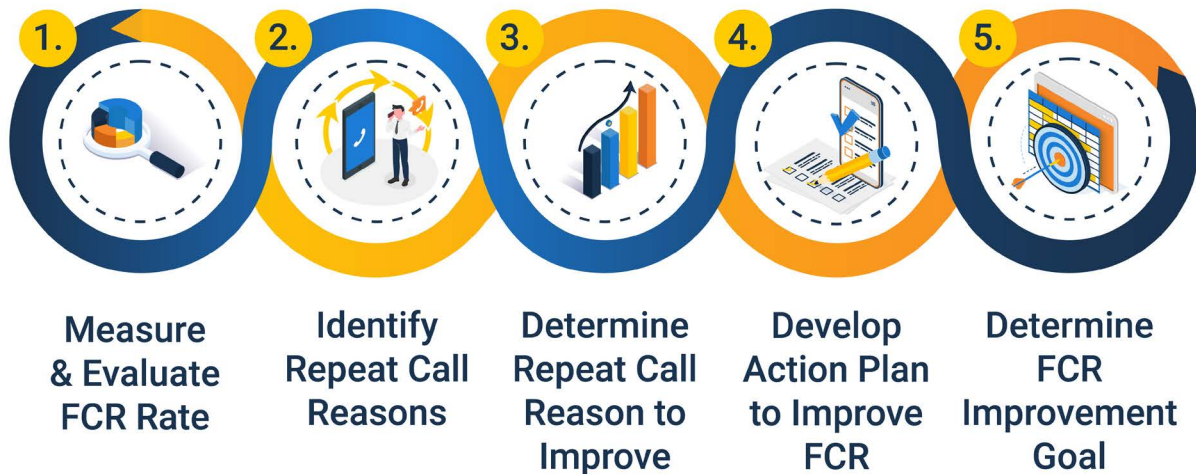 1.
2.
3.
4.
5.
Measure
& Evaluate
FCR Rate
Identify
Repeat Call
Reasons
Determine
Repeat Call
Reason to
Improve
Develop
Action Plan
to Improve
FCR
Determine
FCR
Improvement
Goal